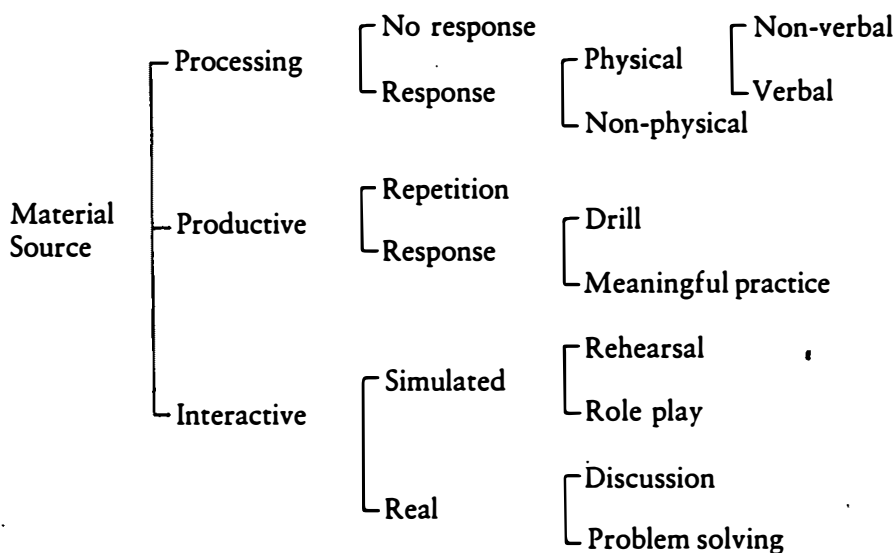 Material
Source
Processing
No response
Response
Physical
Non-physical
Non-verbal
Verbal
Productive
Repetition
Response
Drill
Meaningful practice
Interactive
Simulated
Rehearsal
Role play
Real
Discussion
Problem solving